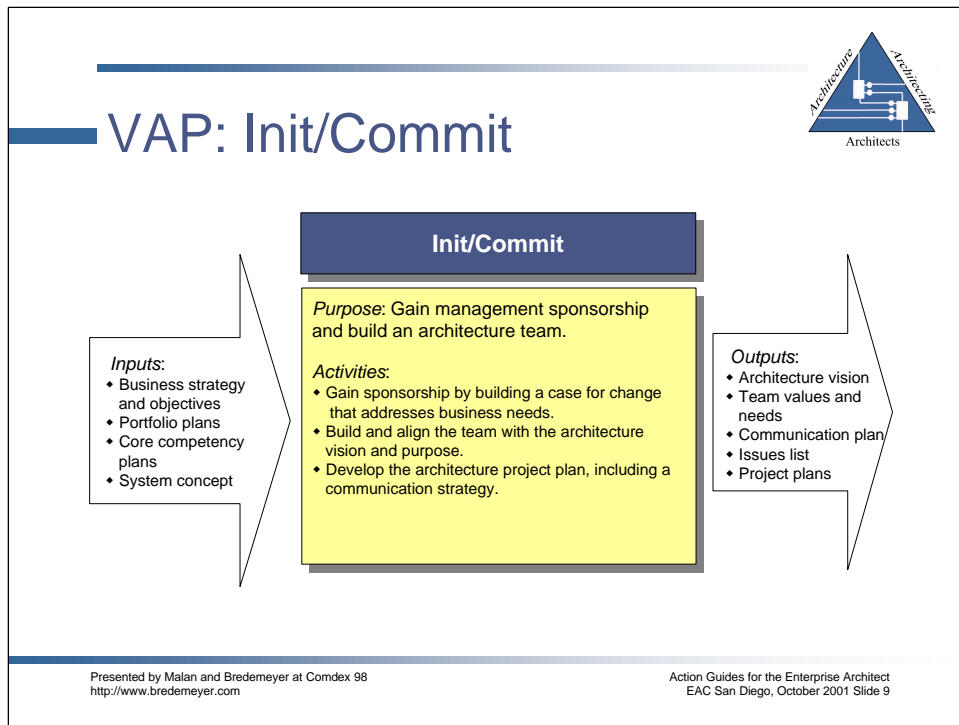 Architecture
Architecting
Architects
VAP: Init/Commit
Init/Commit
Inputs:
◆ Business strategy
and objectives
◆ Portfolio plans
◆ Core competency
plans
◆ System concept
Purpose: Gain management sponsorship
and build an architecture team.
Activities:
◆ Gain sponsorship by building a case for change
that addresses business needs.
◆ Build and align the team with the architecture
vision and purpose.
◆ Develop the architecture project plan, including a
communication strategy.
Outputs:
◆ Architecture vision
◆ Team values and
needs
◆ Communication plan
◆ Issues list
◆ Project plans
Presented by Malan and Bredemeyer at Comdex 98
http://www.bredemeyer.com
Action Guides for the Enterprise Architect
EAC San Diego, October 2001 Slide 9